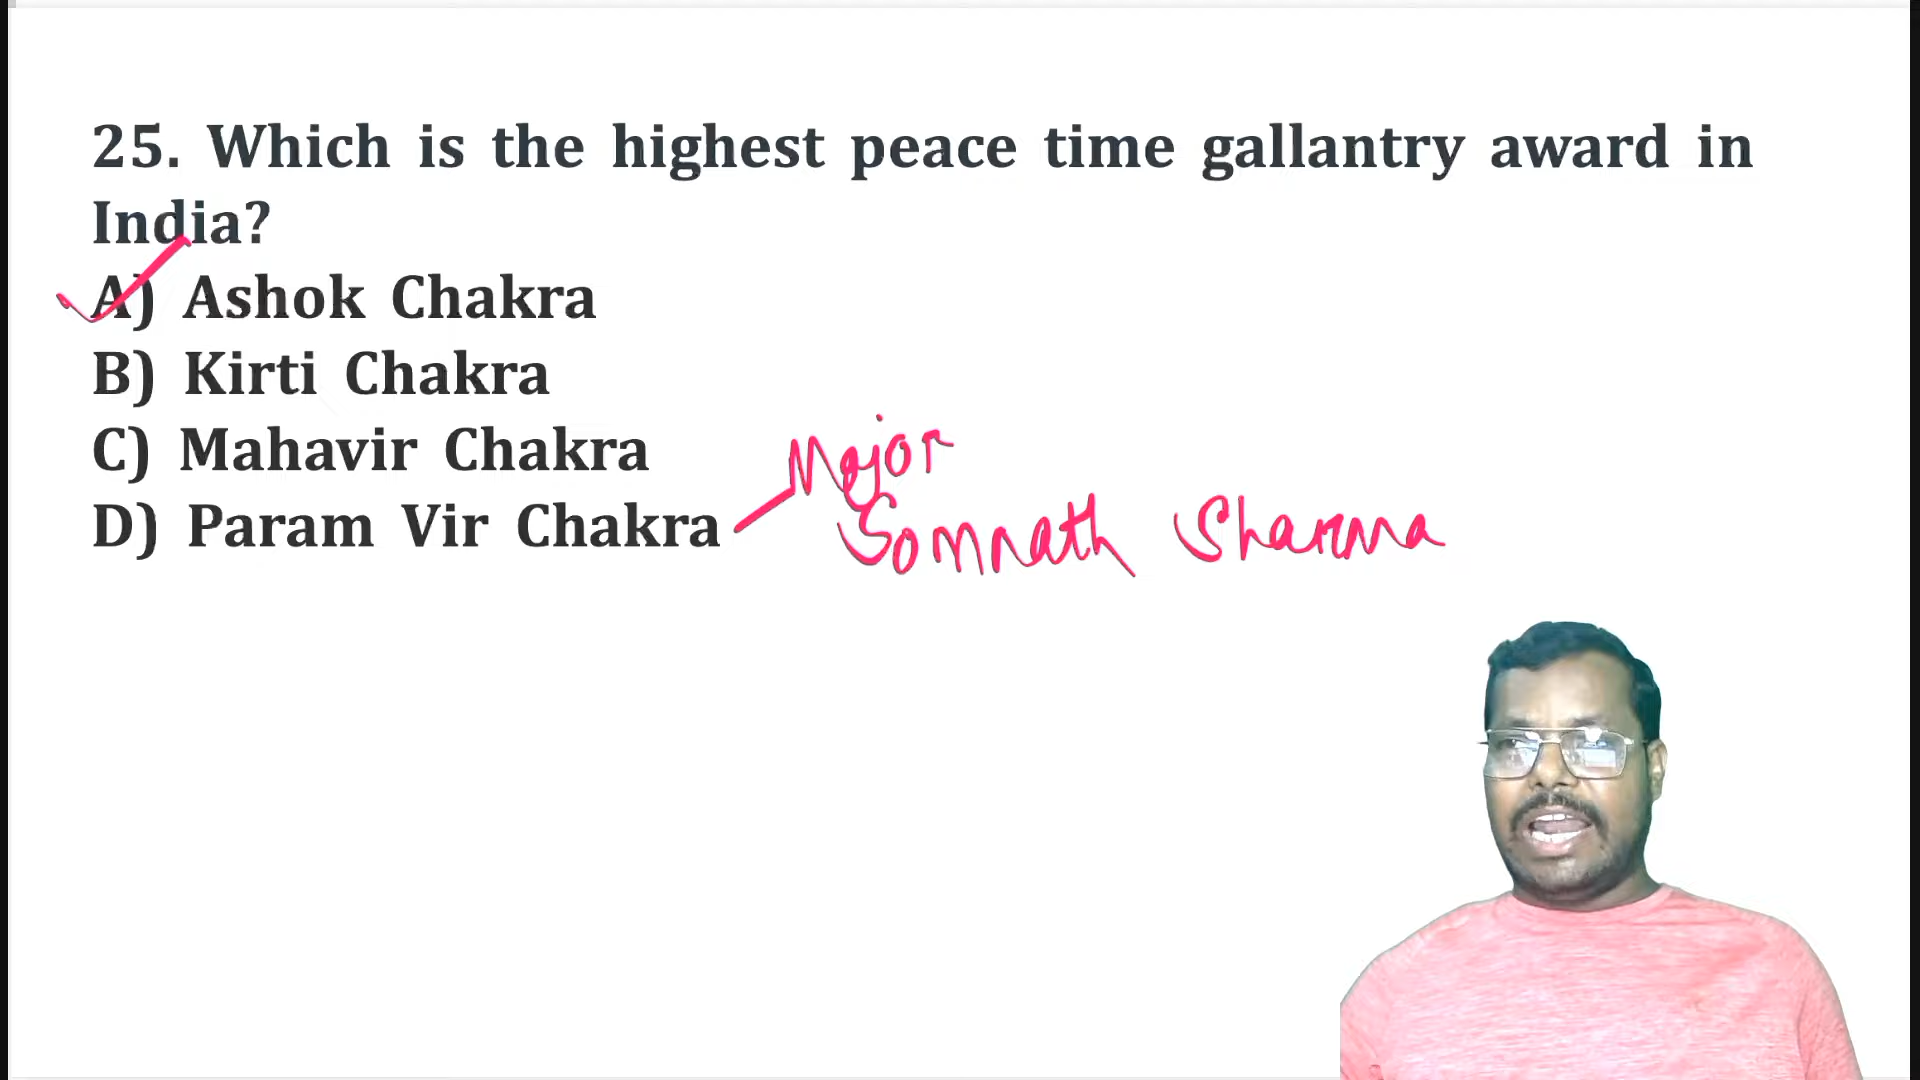 25. Which is the highest peace time gallantry award in
India?
A) Ashok Chakra
B) Kirti Chakra
C) Mahavir Chakra
D) Param Vir Chakra
Major
Somnath Sharma